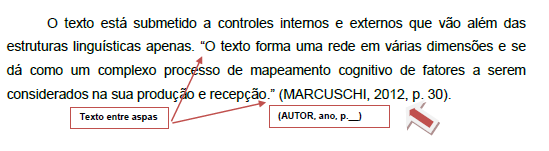 O texto está submetido a controles internos e externos que vão além das
estruturas linguísticas apenas. “O texto forma uma rede em várias dimensões e se
dá como um complexo processo de mapeamento cognitivo de fatores a serem
considerados na sua produção e recepção.” (MARCUSCHI, 2012, p. 30).
Texto entre aspas
(AUTOR, ano, p.__)